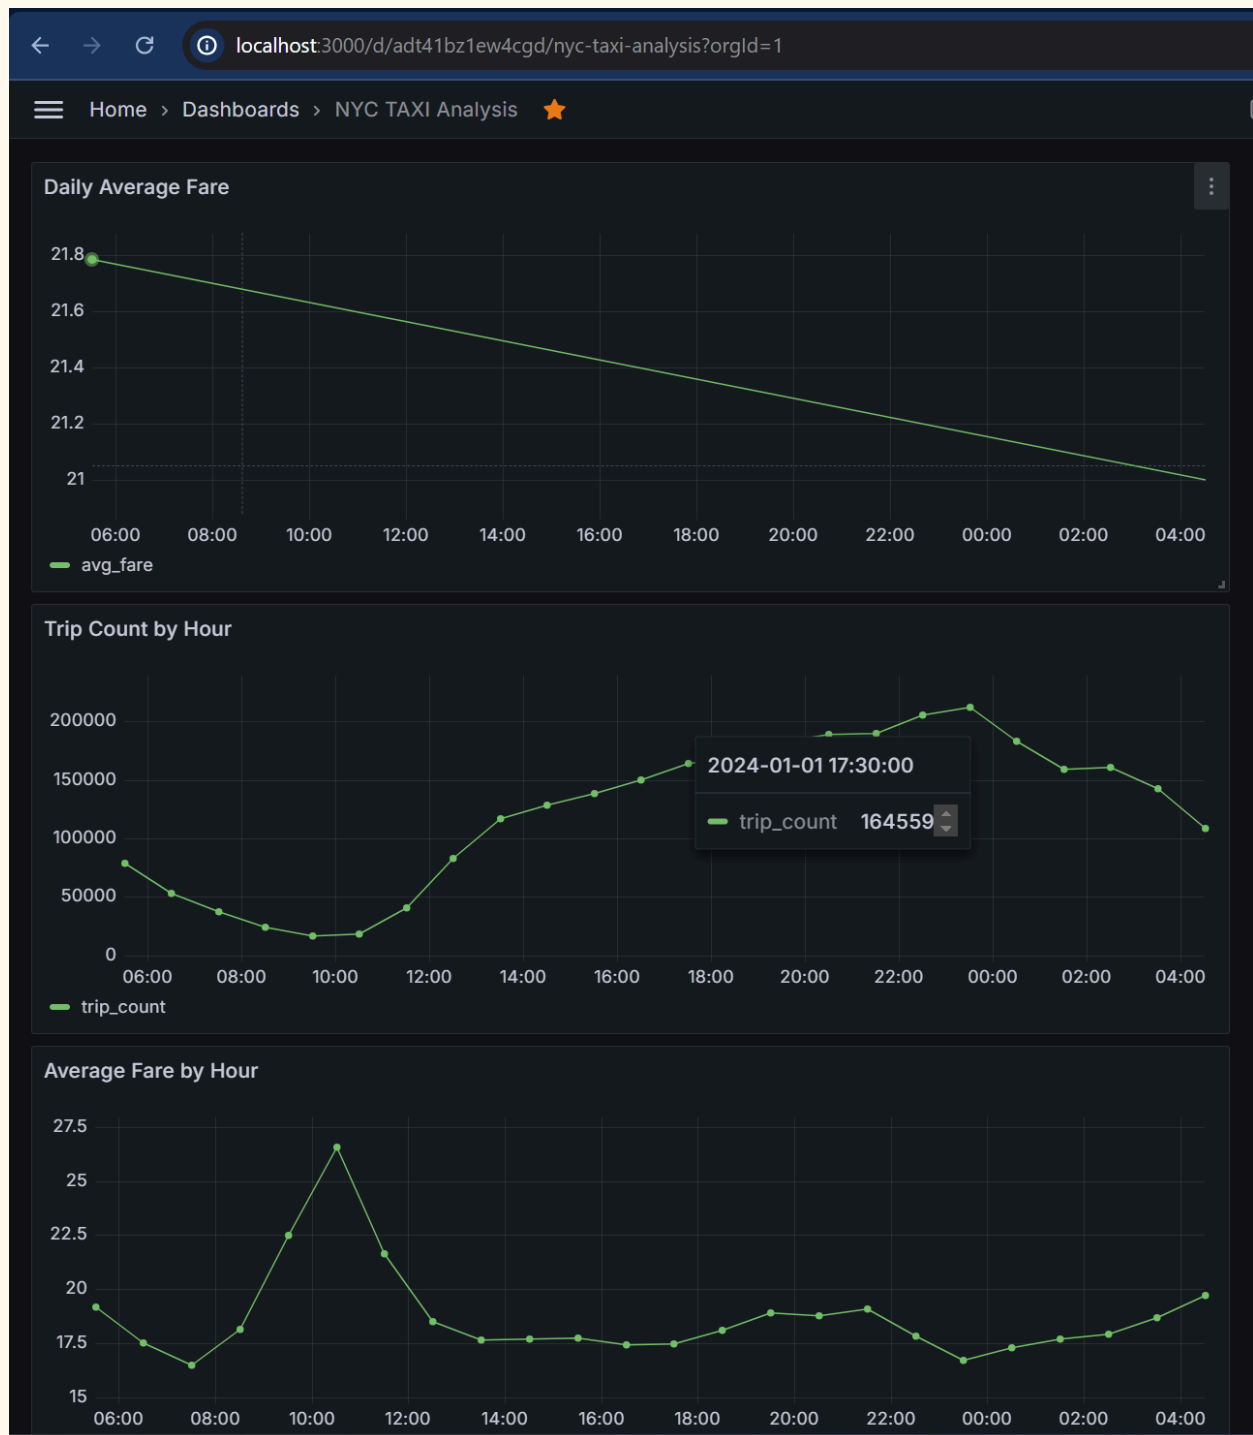 localhost:3000/d/adt41bz1ew4cgd/nyc-taxi-analysis?orgId=1
Home > Dashboards > NYC TAXI Analysis
Daily Average Fare
21.8
21.6
21.4
21.2
21
06:00 08:00 10:00 12:00 14:00 16:00 18:00 20:00 22:00 00:00 02:00 04:00
avg_fare
Trip Count by Hour
200000
150000
100000
50000
0
2024-01-01 17:30:00
trip_count 164559
06:00 08:00 10:00 12:00 14:00 16:00 18:00 20:00 22:00 00:00 02:00 04:00
trip_count
Average Fare by Hour
27.5
25
22.5
20
17.5
15
06:00 08:00 10:00 12:00 14:00 16:00 18:00 20:00 22:00 00:00 02:00 04:00